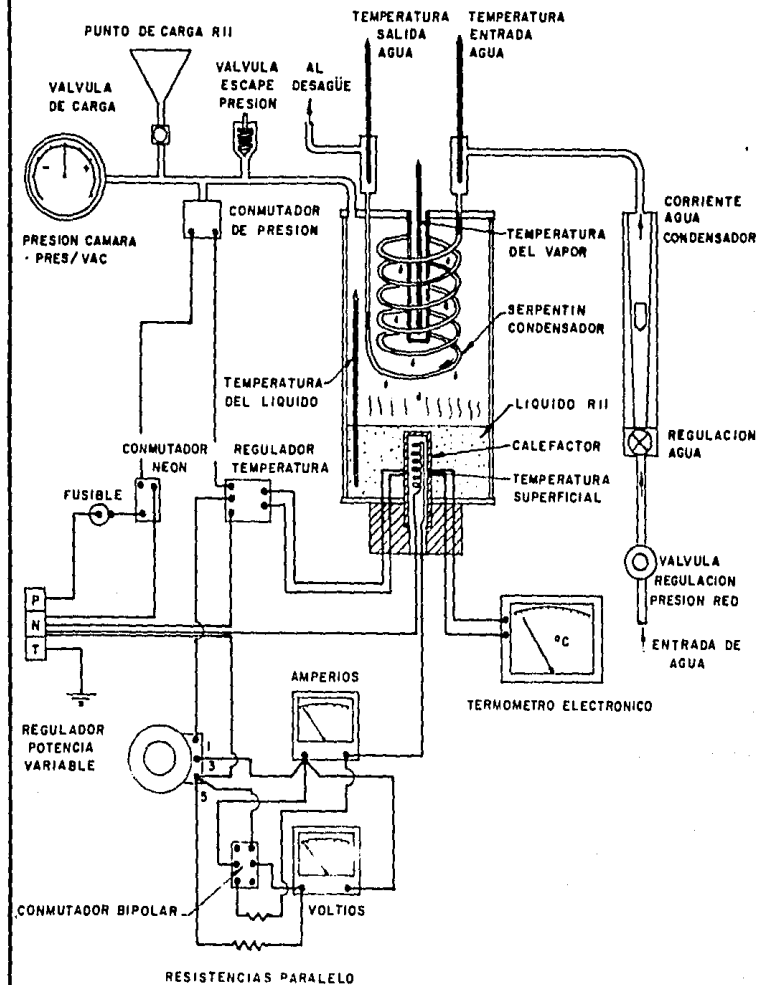 PUNTO DE CARGA R11
VALVULA
DE CARGA
VALVULA
ESCAPE
PRESION
AL
DESAGÜE
TEMPERATURA
SALIDA
AGUA
TEMPERATURA
ENTRADA
AGUA
- +
PRESION CAMARA
· PRES/VAC
CONMUTADOR
DE PRESION
TEMPERATURA
DEL VAPOR
CORRIENTE
AGUA
CONDENSADOR
SERPENTIN
CONDENSADOR
TEMPERATURA
DEL LIQUIDO
LIQUIDO R11
CALEFACTOR
TEMPERATURA
SUPERFICIAL
REGULACION
AGUA
CONMUTADOR
NEON
REGULADOR
TEMPERATURA
FUSIBLE
VALVULA
REGULACION
PRESION RED
P
N
T
ºC
ENTRADA DE
AGUA
TERMOMETRO ELECTRONICO
AMPERIOS
REGULADOR
POTENCIA
VARIABLE
1
3
5
CONMUTADOR BIPOLAR
VOLTIOS
RESISTENCIAS PARALELO